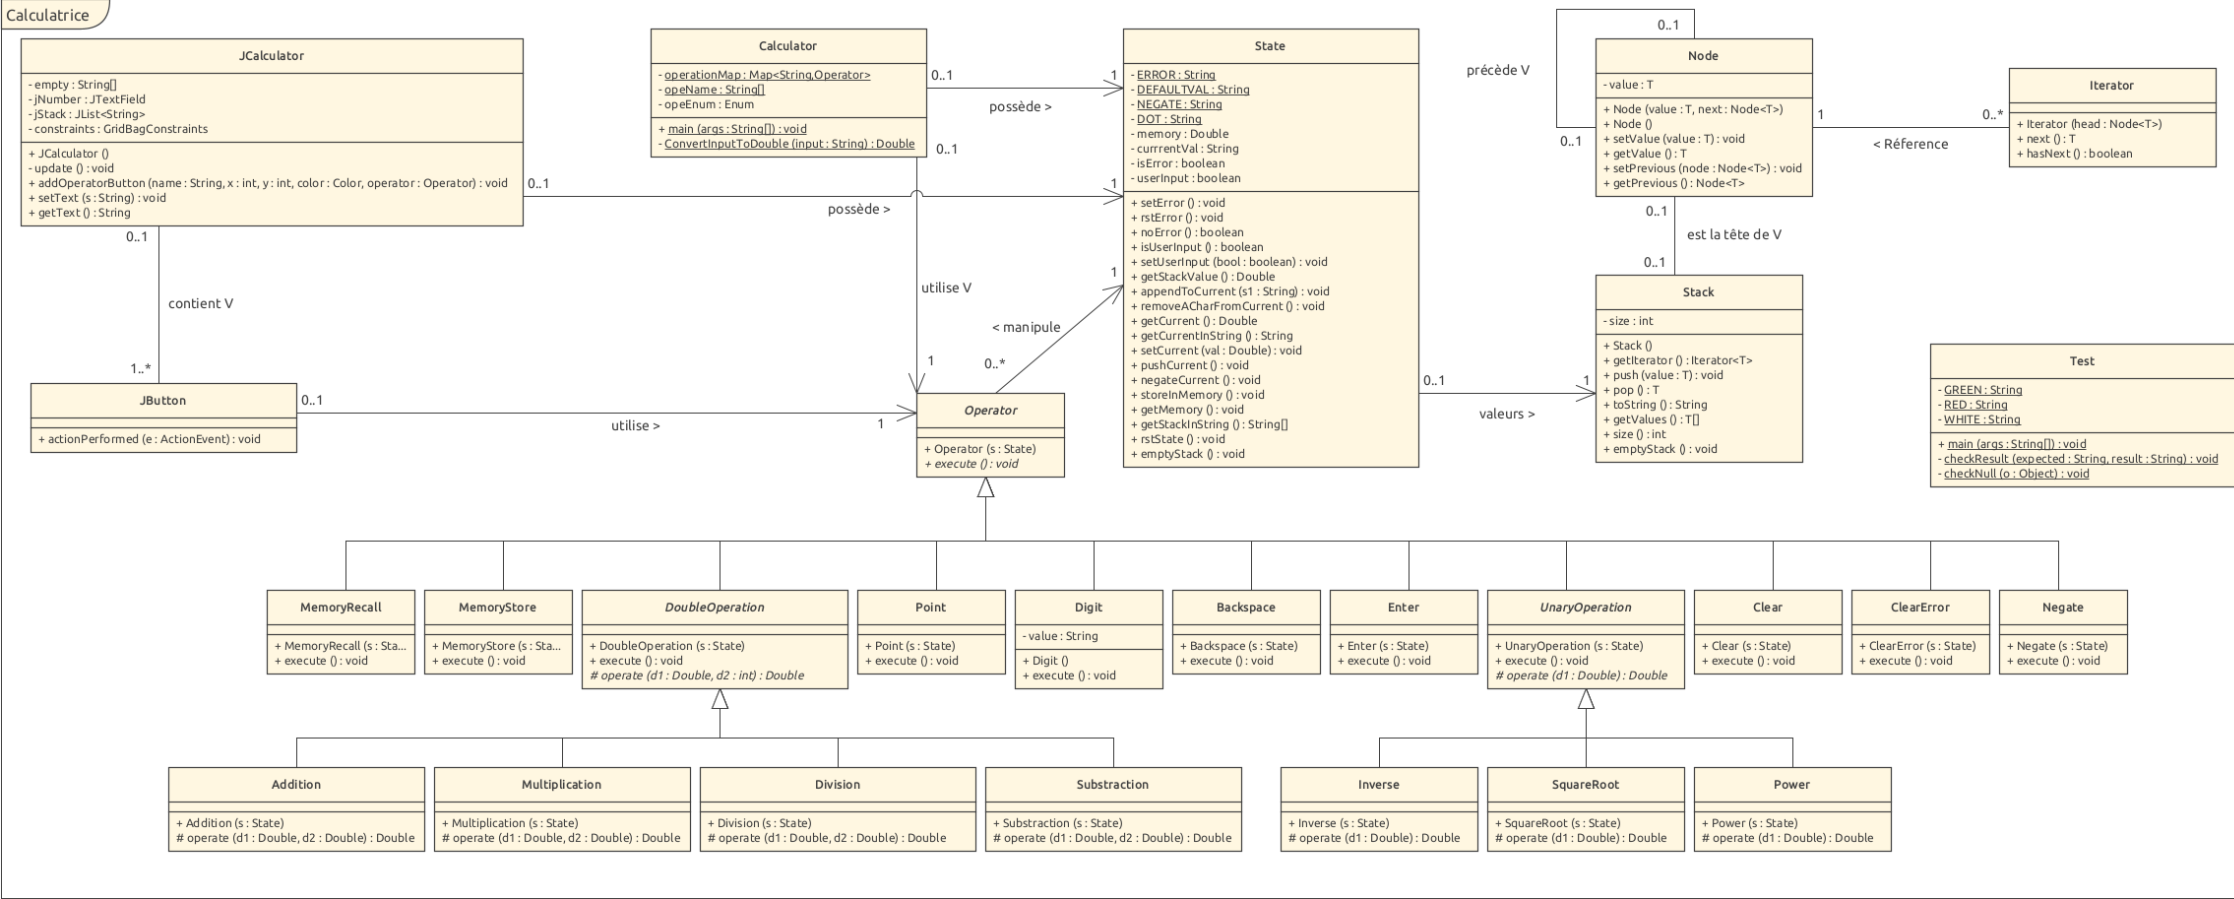 Calculatrice
JCalculator
- empty : String[]
- jNumber : JTextField
- jStack : JList<String>
- constraints : GridBagConstraints
+ JCalculator ()
- update () : void
+ addOperatorButton (name : String, x : int, y : int, color : Color, operator : Operator) : void
+ setText (s : String) : void
+ getText () : String
Calculator
- operationMap : Map<String,Operator>
- opeName : String[]
- opeEnum : Enum
+ main (args : String[]) : void
- ConvertInputToDouble (input : String) : Double
0..1
1
possède >
0..1
0..1
1
possède >
State
- ERROR : String
- DEFAULTVAL : String
- NEGATE : String
- DOT : String
- memory : Double
- currrentVal : String
- isError : boolean
- userInput : boolean
+ setError () : void
+ rstError () : void
+ noError () : boolean
+ isUserInput () : boolean
+ setUserInput (bool : boolean) : void
+ getStackValue () : Double
+ appendToCurrent (s1 : String) : void
+ removeACharFromCurrent () : void
+ getCurrent () : Double
+ getCurrentInString () : String
+ setCurrent (val : Double) : void
+ pushCurrent () : void
+ negateCurrent () : void
+ storeInMemory () : void
+ getMemory () : void
+ getStackInString () : String[]
+ rstState () : void
+ emptyStack () : void
0..1
précède V
0..1
Node
- value : T
+ Node (value : T, next : Node<T>)
+ Node ()
+ setValue (value : T) : void
+ getValue () : T
+ setPrevious (node : Node<T>) : void
+ getPrevious () : Node<T>
1
0..*
< Réference
Iterator
+ Iterator (head : Node<T>)
+ next () : T
+ hasNext () : boolean
0..1
est la tête de V
0..1
Stack
- size : int
+ Stack ()
+ getIterator () : Iterator<T>
+ push (value : T) : void
+ pop () : T
+ toString () : String
+ getValues () : T[]
+ size () : int
+ emptyStack () : void
0..1
1
valeurs >
Test
- GREEN : String
- RED : String
- WHITE : String
+ main (args : String[]) : void
- checkResult (expected : String, result : String) : void
- checkNull (o : Object) : void
0..1
contient V
1..*
JButton
+ actionPerformed (e : ActionEvent) : void
0..1
utilise >
1
utilise V
1
< manipule
1
0..*
Operator
+ Operator (s : State)
+ execute () : void
MemoryRecall
+ MemoryRecall (s : Sta...
+ execute () : void
MemoryStore
+ MemoryStore (s : Sta...
+ execute () : void
DoubleOperation
+ DoubleOperation (s : State)
+ execute () : void
# operate (d1 : Double, d2 : int) : Double
Point
+ Point (s : State)
+ execute () : void
Digit
- value : String
+ Digit ()
+ execute () : void
Backspace
+ Backspace (s : State)
+ execute () : void
Enter
+ Enter (s : State)
+ execute () : void
UnaryOperation
+ UnaryOperation (s : State)
+ execute () : void
# operate (d1 : Double) : Double
Clear
+ Clear (s : State)
+ execute () : void
ClearError
+ ClearError (s : State)
+ execute () : void
Negate
+ Negate (s : State)
+ execute () : void
Addition
+ Addition (s : State)
# operate (d1 : Double, d2 : Double) : Double
Multiplication
+ Multiplication (s : State)
# operate (d1 : Double, d2 : Double) : Double
Division
+ Division (s : State)
# operate (d1 : Double, d2 : Double) : Double
Substraction
+ Substraction (s : State)
# operate (d1 : Double, d2 : Double) : Double
Inverse
+ Inverse (s : State)
# operate (d1 : Double) : Double
SquareRoot
+ SquareRoot (s : State)
# operate (d1 : Double) : Double
Power
+ Power (s : State)
# operate (d1 : Double) : Double